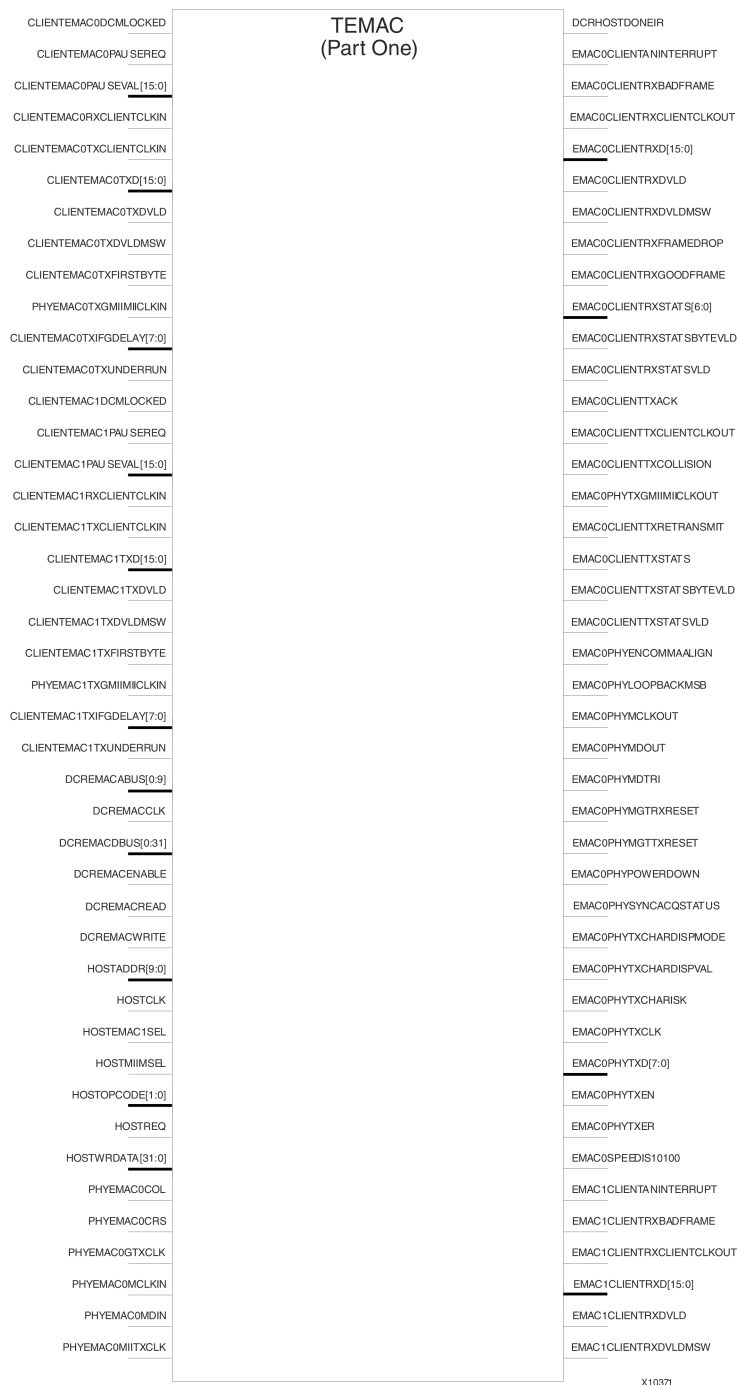 TEMAC
(Part One)
CLIENTEMAC0DCMLOCKED
CLIENTEMAC0PAUSEREQ
CLIENTEMAC0PAUSEVAL[15:0]
CLIENTEMAC0RXCLIENTCLKIN
CLIENTEMAC0TXCLIENTCLKIN
CLIENTEMAC0TXD[15:0]
CLIENTEMAC0TXDVLD
CLIENTEMAC0TXDVLDMSW
CLIENTEMAC0TXFIRSTBYTE
PHYEMAC0TXGMIIMIICLKIN
CLIENTEMAC0TXIFGDELAY[7:0]
CLIENTEMAC0TXUNDERRUN
CLIENTEMAC1DCMLOCKED
CLIENTEMAC1PAUSEREQ
CLIENTEMAC1PAUSEVAL[15:0]
CLIENTEMAC1RXCLIENTCLKIN
CLIENTEMAC1TXCLIENTCLKIN
CLIENTEMAC1TXD[15:0]
CLIENTEMAC1TXDVLD
CLIENTEMAC1TXDVLDMSW
CLIENTEMAC1TXFIRSTBYTE
PHYEMAC1TXGMIIMIICLKIN
CLIENTEMAC1TXIFGDELAY[7:0]
CLIENTEMAC1TXUNDERRUN
DCREMACABUS[0:9]
DCREMACCLK
DCREMACDBUS[0:31]
DCREMACENABLE
DCREMACREAD
DCREMACWRITE
HOSTADDR[9:0]
HOSTCLK
HOSTEMAC1SEL
HOSTMIIMSEL
HOSTOPCODE[1:0]
HOSTREQ
HOSTWRDATA[31:0]
PHYEMAC0COL
PHYEMAC0CRS
PHYEMAC0GTXCLK
PHYEMAC0MCLKIN
PHYEMAC0MDIN
PHYEMAC0MIITXCLK
DCRHOSTDONEIR
EMAC0CLIENTANINTERRUPT
EMAC0CLIENTRXBADFRAME
EMAC0CLIENTRXCLIENTCLKOUT
EMAC0CLIENTRXD[15:0]
EMAC0CLIENTRXDVLD
EMAC0CLIENTRXDVLDMSW
EMAC0CLIENTRXFRAMEDROP
EMAC0CLIENTRXGOODFRAME
EMAC0CLIENTRXSTATS[6:0]
EMAC0CLIENTRXSTATSBYTEVLD
EMAC0CLIENTRXSTATSVLD
EMAC0CLIENTTXACK
EMAC0CLIENTTXCLIENTCLKOUT
EMAC0CLIENTTXCOLLISION
EMAC0PHYTXGMIIMIICLKOUT
EMAC0CLIENTTXRETRANSMIT
EMAC0CLIENTTXSTATS
EMAC0CLIENTTXSTATSBYTEVLD
EMAC0CLIENTTXSTATSVLD
EMAC0PHYENCOMMAALIGN
EMAC0PHYLOOPBACKMSB
EMAC0PHYMCLKOUT
EMAC0PHYMDOUT
EMAC0PHYMDTRI
EMAC0PHYMGTRXRESET
EMAC0PHYMGTTXRESET
EMAC0PHYPOWERDOWN
EMAC0PHYSYNCACQSTATUS
EMAC0PHYTXCHARDISPMODE
EMAC0PHYTXCHARDISPVAL
EMAC0PHYTXCHARISK
EMAC0PHYTXCLK
EMAC0PHYTXD[7:0]
EMAC0PHYTXEN
EMAC0PHYTXER
EMAC0SPEEDIS10100
EMAC1CLIENTANINTERRUPT
EMAC1CLIENTRXBADFRAME
EMAC1CLIENTRXCLIENTCLKOUT
EMAC1CLIENTRXD[15:0]
EMAC1CLIENTRXDVLD
EMAC1CLIENTRXDVLDMSW
X10371